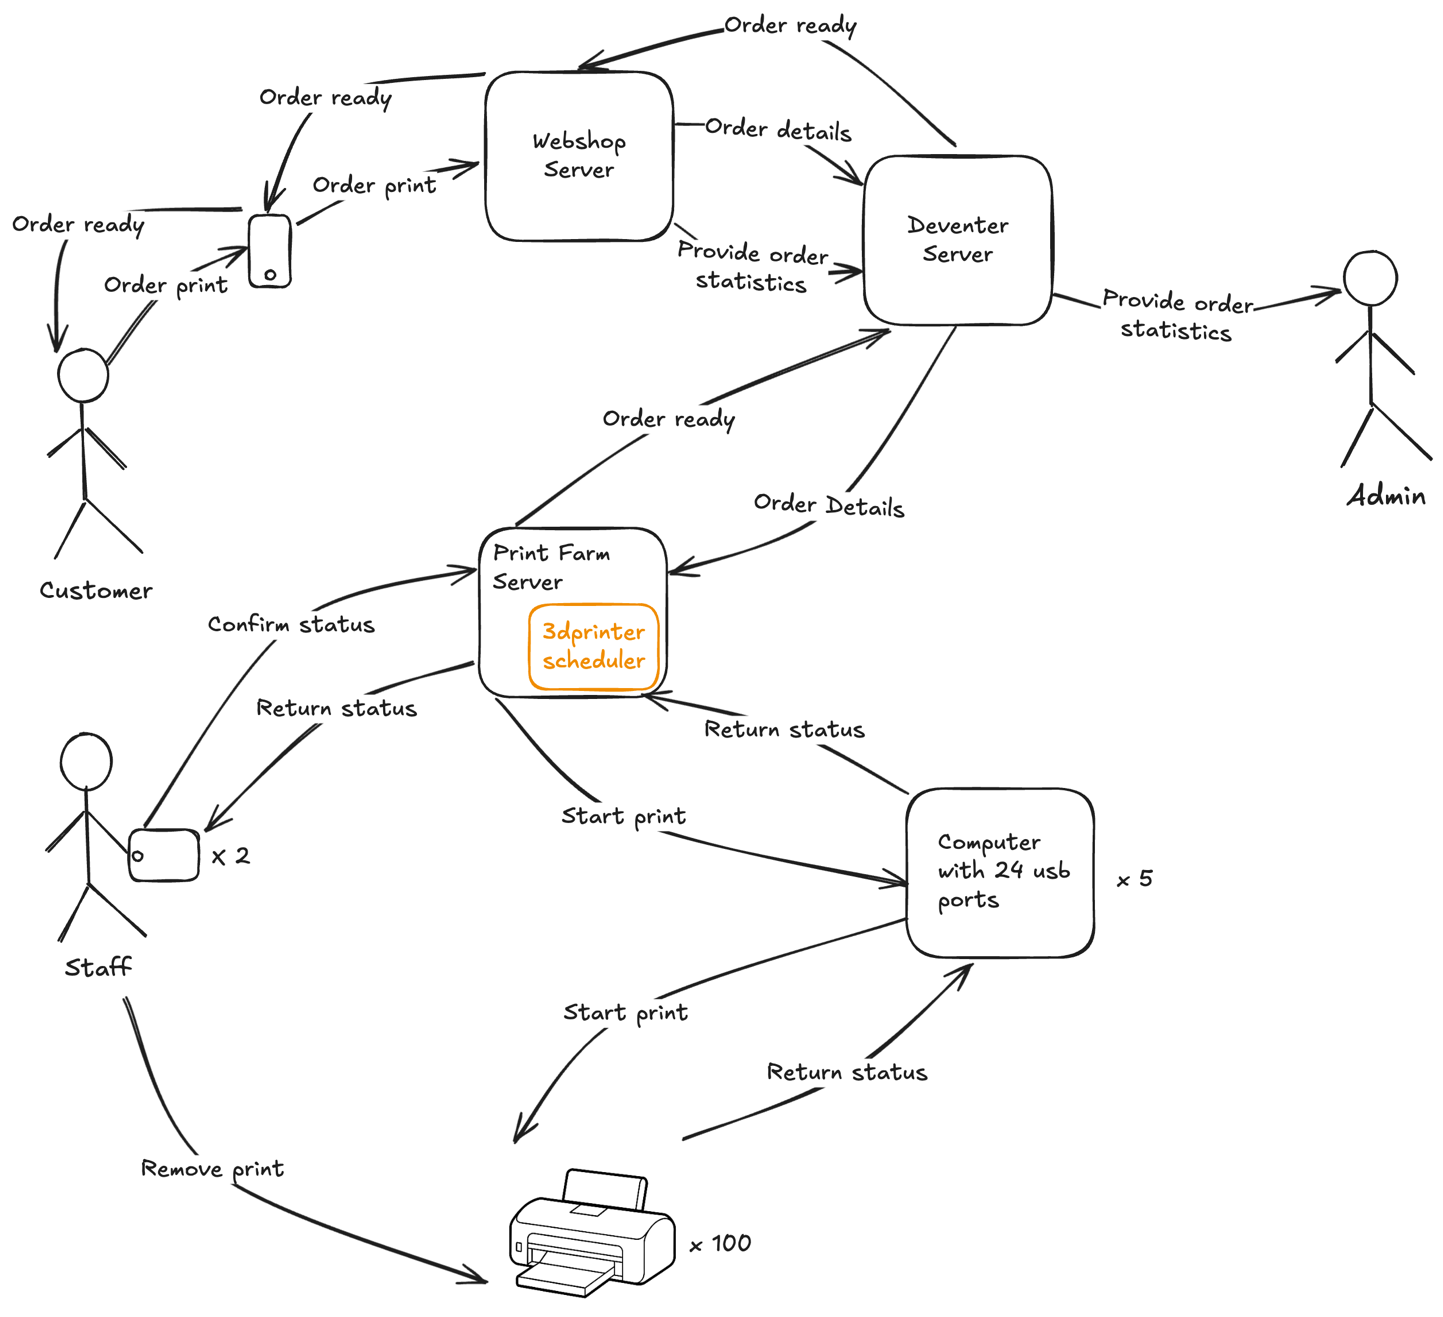 Order ready
Order ready
Webshop
Server
Order details
Order print
Order ready
Deventer
Server
Provide order
statistics
Order print
Provide order
statistics
Order ready
Admin
Order Details
Print Farm
Server
Customer
Confirm status
3dprinter
scheduler
Return status
Return status
Start print
Computer
with 24 usb
ports
x 2
x 5
Staff
Start print
Return status
Remove print
x 100